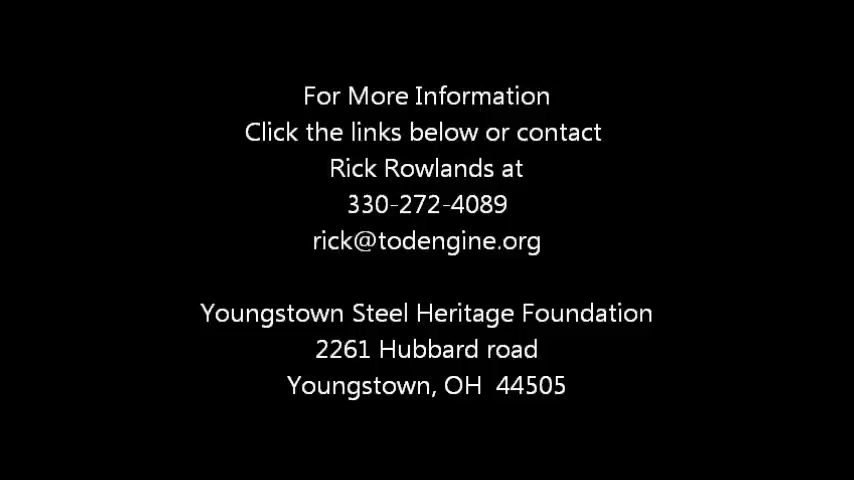 For More Information
Click the links below or contact
Rick Rowlands at
330-272-4089
rick@todengine.org
Youngstown Steel Heritage Foundation
2261 Hubbard road
Youngstown, OH  44505